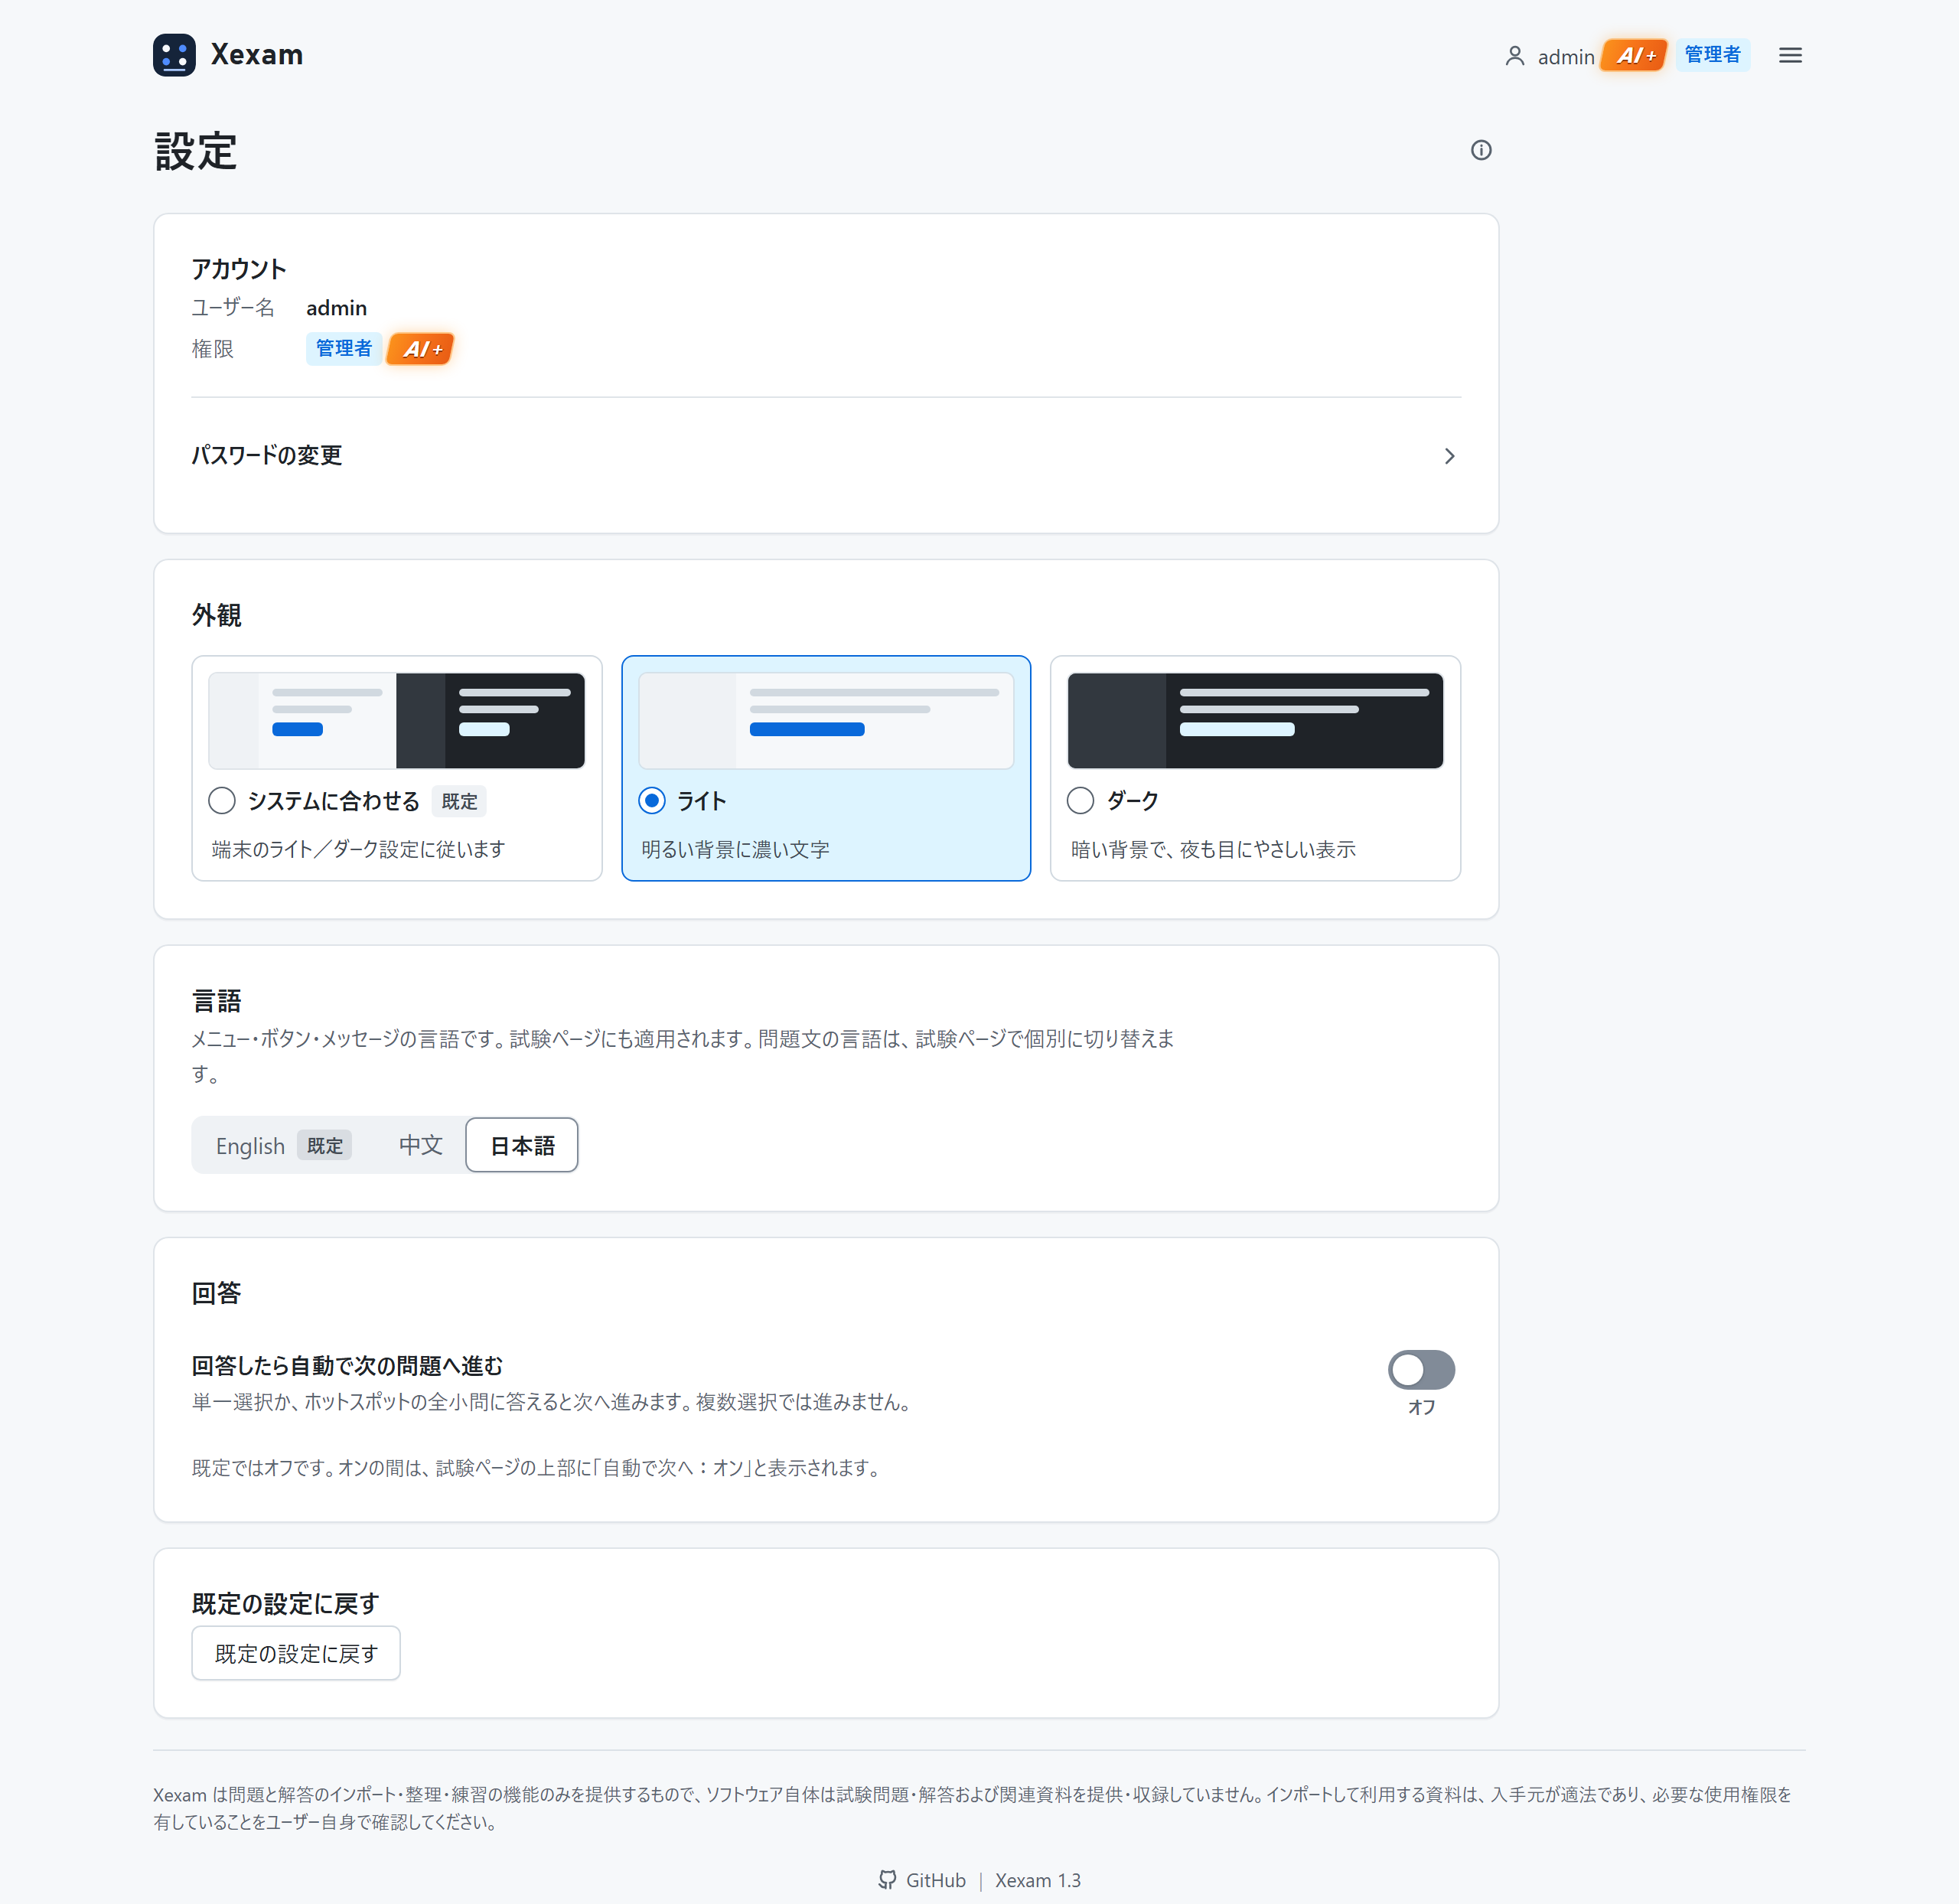 Xexam
admin AI+ 管理者
設定
アカウント
ユーザー名 admin
権限 管理者 AI+
パスワードの変更
外観
システムに合わせる 既定
端末のライト／ダーク設定に従います
ライト
明るい背景に濃い文字
ダーク
暗い背景で、夜も目にやさしい表示
言語
メニュー・ボタン・メッセージの言語です。試験ページにも適用されます。問題文の言語は、試験ページで個別に切り替えま
す。
English 既定 中文 日本語
回答
回答したら自動で次の問題へ進む
単一選択か、ホットスポットの全小問に答えると次へ進みます。複数選択では進みません。
オフ
既定ではオフです。オンの間は、試験ページの上部に「自動で次へ：オン」と表示されます。
既定の設定に戻す
既定の設定に戻す
Xexam は問題と解答のインポート・整理・練習の機能のみを提供するもので、ソフトウェア自体は試験問題・解答および関連資料を提供・収録していません。インポートして利用する資料は、入手元が適法であり、必要な使用権限を
有していることをユーザー自身で確認してください。
GitHub | Xexam 1.3